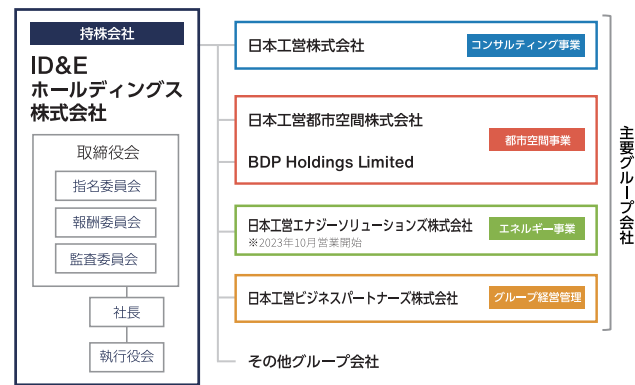 持株会社
ID&E
ホールディングス
株式会社
取締役会
指名委員会
報酬委員会
監査委員会
社長
執行役会
日本工営株式会社
コンサルティング事業
日本工営都市空間株式会社
都市空間事業
BDP Holdings Limited
日本工営エナジーソリューションズ株式会社
※2023年10月営業開始
エネルギー事業
日本工営ビジネスパートナーズ株式会社
グループ経営管理
その他グループ会社
主要グループ会社